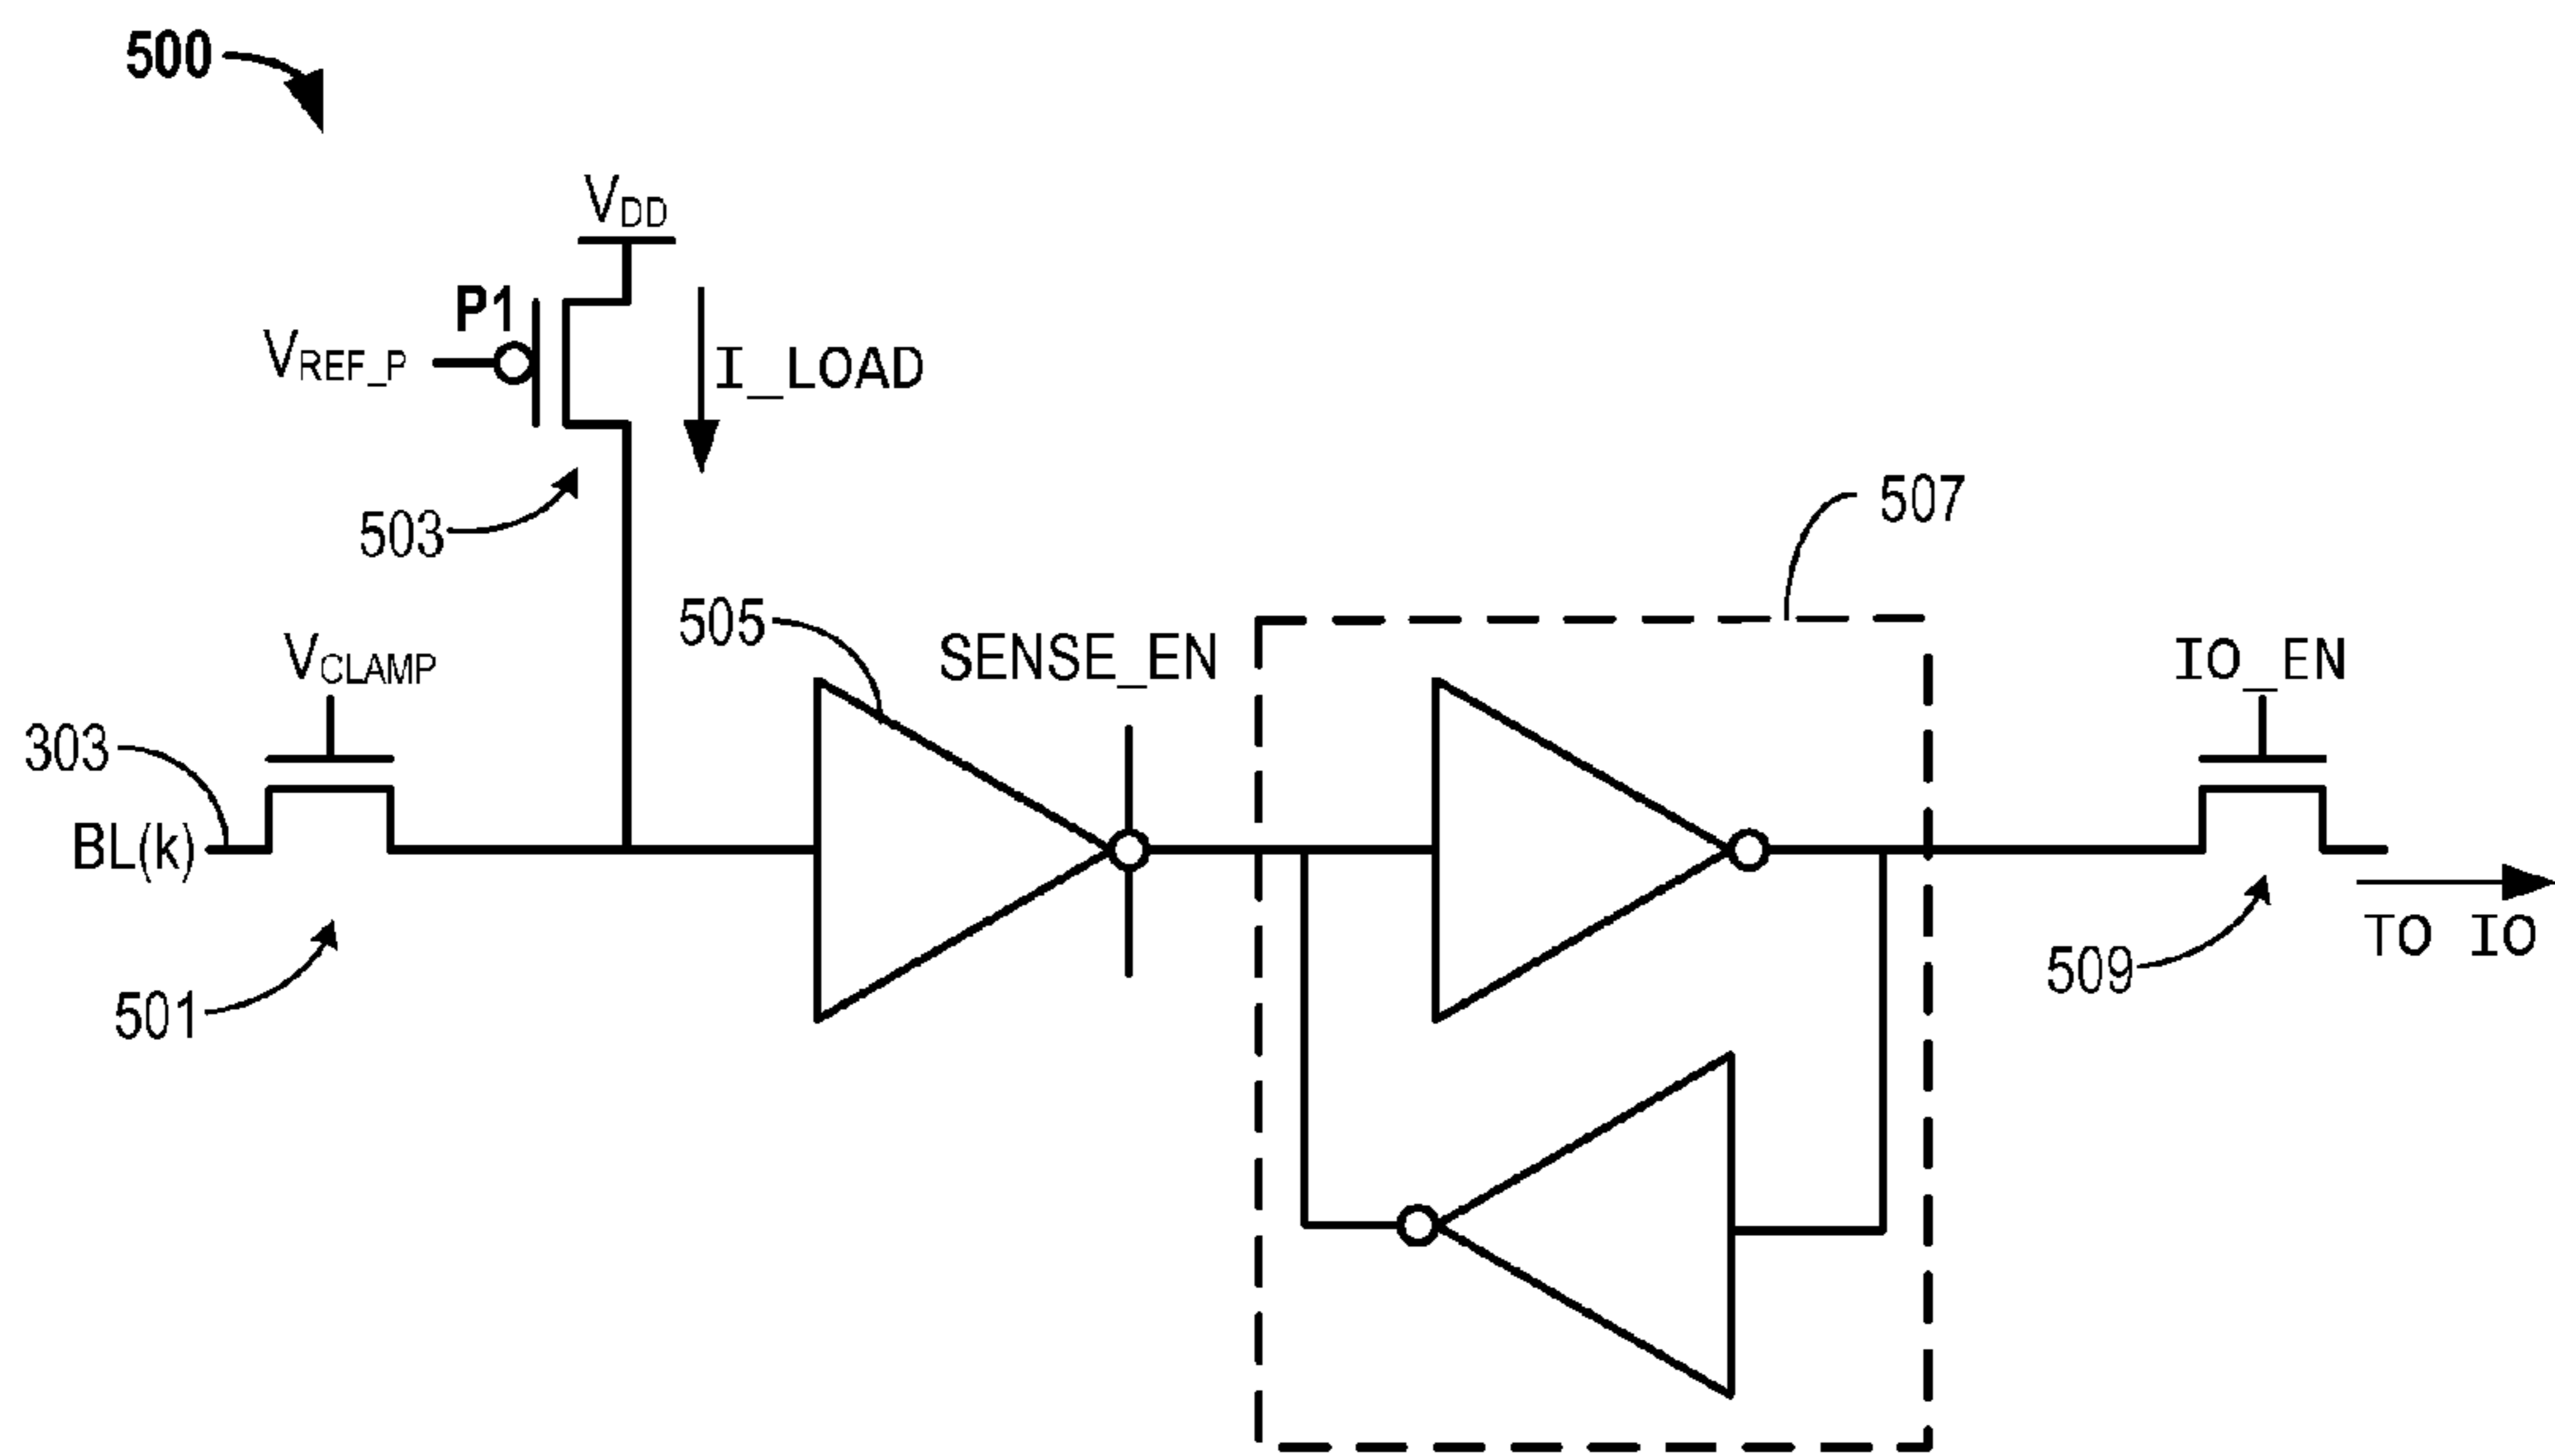 500
VDD
P1
VREF_P
I_LOAD
503
507
505
SENSE_EN
VCLAMP
IO_EN
303
BL(k)
501
509
TO IO